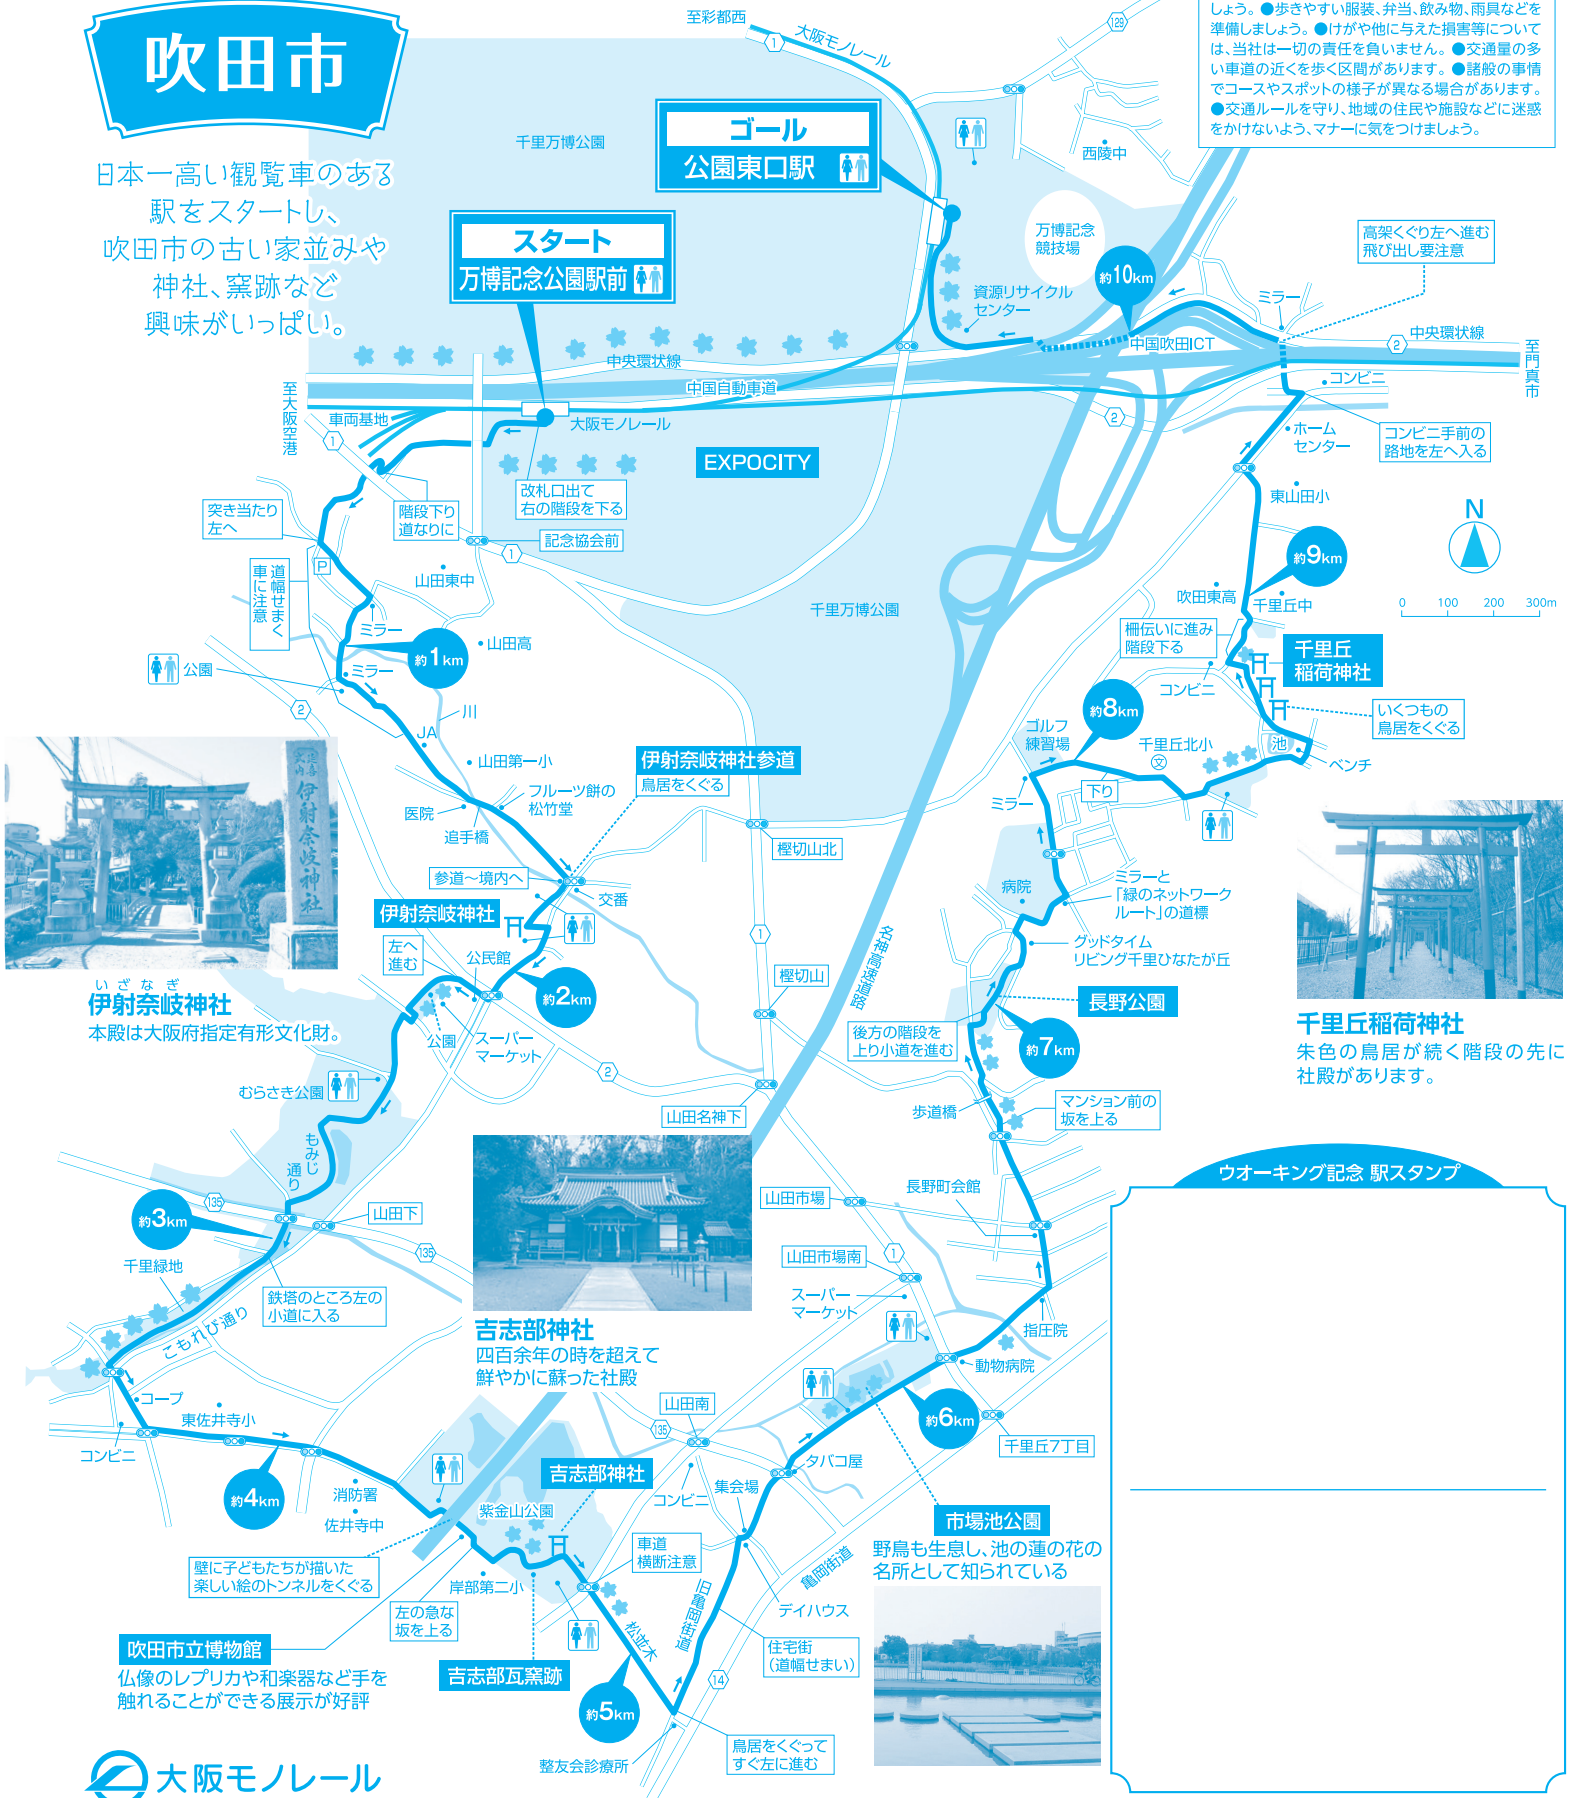 吹田市
日本一高い観覧車のある
駅をスタートし、
吹田市の古い家並みや
神社、窯跡など
興味がいっぱい。
しょう。●歩きやすい服装、弁当、飲み物、雨具などを
準備しましょう。●けがや他に与えた損害等について
は、当社は一切の責任を負いません。●交通量の多
い車道の近くを歩く区間があります。●諸般の事情
でコースやスポットの様子が異なる場合があります。
●交通ルールを守り、地域の住民や施設などに迷惑
をかけないよう、マナーに気をつけましょう。
至彩都西
1
大阪モノレール
129
千里万博公園
ゴール
公園東口駅
西陵中
スタート
万博記念公園駅前
万博記念
競技場
約10km
資源リサイクル
センター
高架くぐり左へ進む
飛び出し要注意
ミラー
2
中央環状線
中国吹田ICT
至門真市
中央環状線
中国自動車道
至大阪空港
車両基地
1
大阪モノレール
2
コンビニ
ホーム
センター
コンビニ手前の
路地を左へ入る
EXPOCITY
改札口出て
右の階段を下る
階段下り
道なりに
突き当たり
左へ
記念協会前
1
東山田小
N
0 100 200 300m
約9km
道幅せまく
車に注意
P
山田東中
ミラー
約1km
山田高
千里万博公園
吹田東高
千里丘中
柵伝いに進み
階段下る
千里丘
稲荷神社
コンビニ
いくつもの
鳥居をくぐる
公園
ミラー
2
川
JA
約8km
ゴルフ
練習場
千里丘北小
文
池
ベンチ
ミラー
下り
山田第一小
伊射奈岐神社参道
鳥居をくぐる
フルーツ餅の
松竹堂
医院
追手橋
樫切山北
参道～境内へ
交番
伊射奈岐神社
左へ
進む
公民館
約2km
1
樫切山
名神高速道路
病院
ミラーと
「緑のネットワーク
ルート」の道標
グッドタイム
リビング千里ひなたが丘
長野公園
後方の階段を
上り小道を進む
約7km
伊射奈岐神社
いざなぎ
伊射奈岐神社
本殿は大阪府指定有形文化財。
千里丘稲荷神社
朱色の鳥居が続く階段の先に
社殿があります。
公園
スーパー
マーケット
2
むらさき公園
山田名神下
歩道橋
マンション前の
坂を上る
もみじ
通り
135
約3km
山田下
135
千里緑地
鉄塔のところ左の
小道に入る
こもれび通り
吉志部神社
四百余年の時を超えて
鮮やかに蘇った社殿
山田市場
長野町会館
山田市場南
1
スーパー
マーケット
指圧院
動物病院
ウオーキング記念 駅スタンプ
コープ
東佐井寺小
コンビニ
約4km
消防署
佐井寺中
山田南
135
約6km
千里丘7丁目
タバコ屋
吉志部神社
コンビニ
集会場
紫金山公園
市場池公園
野鳥も生息し、池の蓮の花の
名所として知られている
壁に子どもたちが描いた
楽しい絵のトンネルをくぐる
岸部第二小
車道
横断注意
亀岡街道
旧亀岡街道
デイハウス
左の急な
坂を上る
吹田市立博物館
仏像のレプリカや和楽器など手を
触れることができる展示が好評
吉志部瓦窯跡
松並木
住宅街
（道幅せまい）
14
約5km
整友会診療所
鳥居をくぐって
すぐ左に進む
大阪モノレール